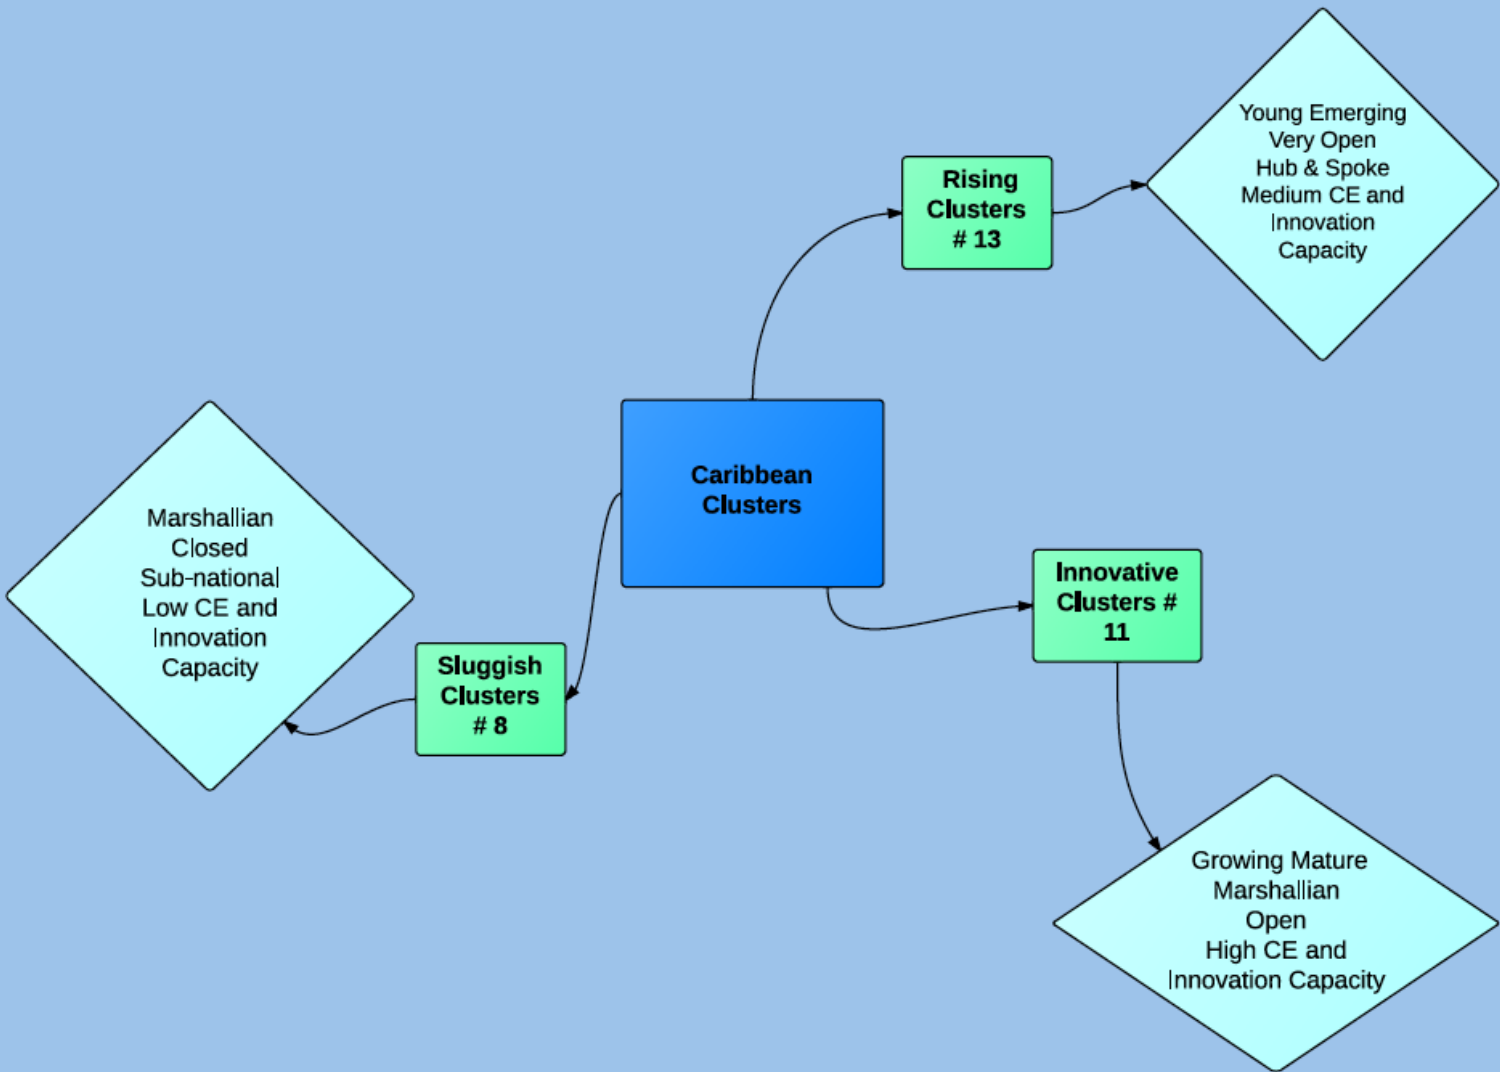 Young Emerging
Very Open
Hub & Spoke
Medium CE and
Innovation
Capacity
Rising
Clusters
# 13
Caribbean
Clusters
Marshallian
Closed
Sub-national
Low CE and
Innovation
Capacity
Sluggish
Clusters
# 8
Innovative
Clusters #
11
Growing Mature
Marshallian
Open
High CE and
Innovation Capacity